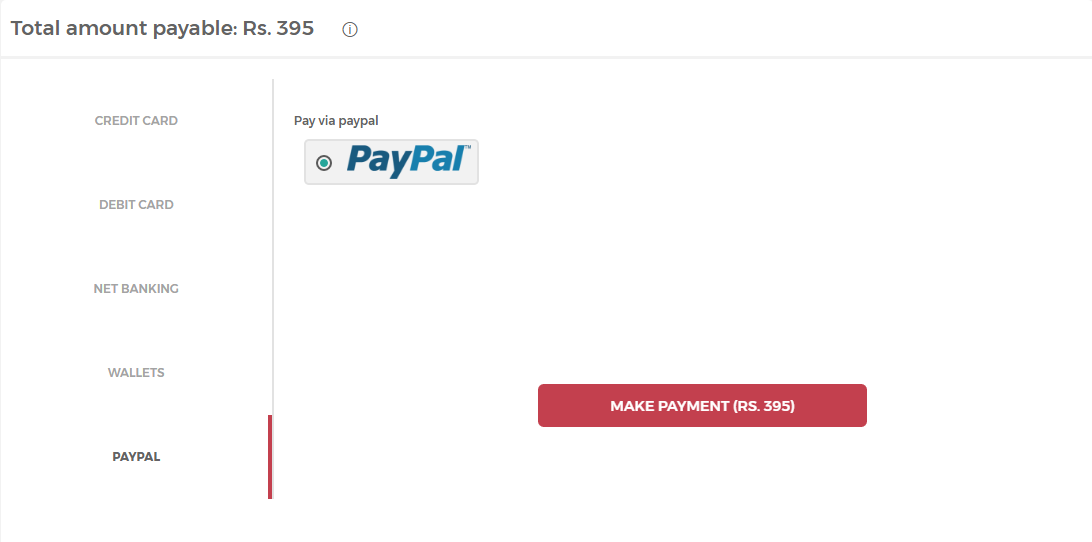 Total amount payable: Rs. 395
CREDIT CARD
DEBIT CARD
NET BANKING
WALLETS
PAYPAL
Pay via paypal
PayPal™
MAKE PAYMENT (RS. 395)